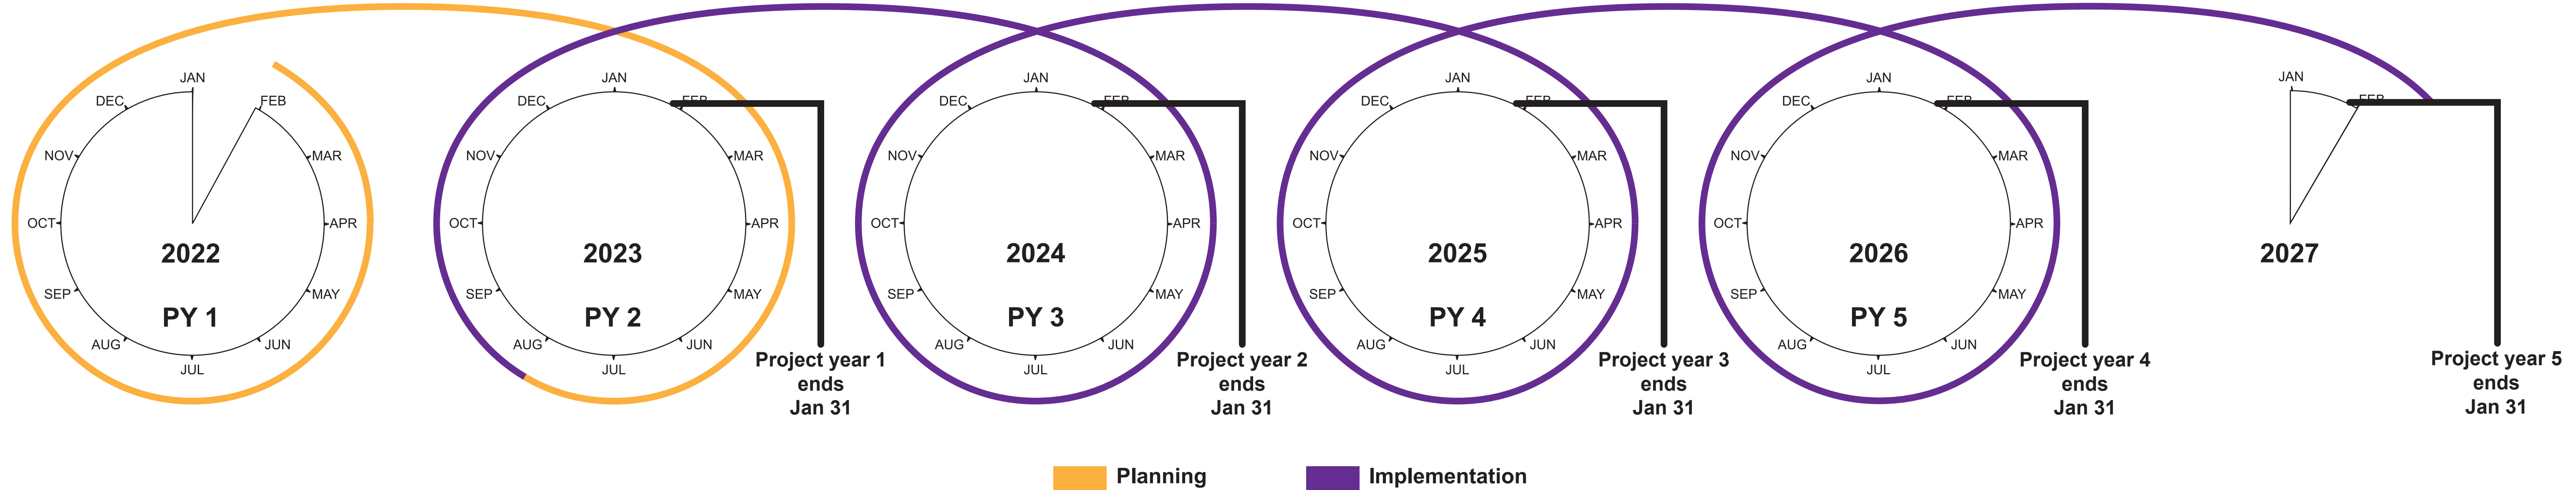 JAN
FEB
MAR
APR
MAY
JUN
JUL
AUG
SEP
OCT
NOV
DEC
2022
PY 1
JAN
FEB
MAR
APR
MAY
JUN
JUL
AUG
SEP
OCT
NOV
DEC
2023
PY 2
Project year 1
ends
Jan 31
JAN
FEB
MAR
APR
MAY
JUN
JUL
AUG
SEP
OCT
NOV
DEC
2024
PY 3
Project year 2
ends
Jan 31
JAN
FEB
MAR
APR
MAY
JUN
JUL
AUG
SEP
OCT
NOV
DEC
2025
PY 4
Project year 3
ends
Jan 31
JAN
FEB
MAR
APR
MAY
JUN
JUL
AUG
SEP
OCT
NOV
DEC
2026
PY 5
Project year 4
ends
Jan 31
JAN
FEB
2027
Project year 5
ends
Jan 31
Planning
Implementation